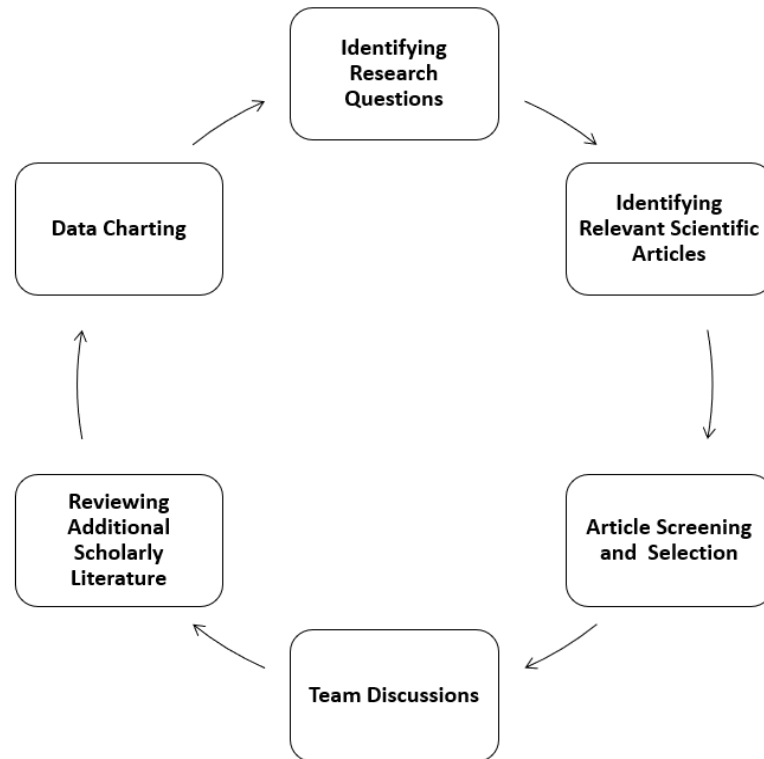 Identifying
Research
Questions
Identifying
Relevant Scientific
Articles
Article Screening
and Selection
Team Discussions
Reviewing
Additional
Scholarly
Literature
Data Charting